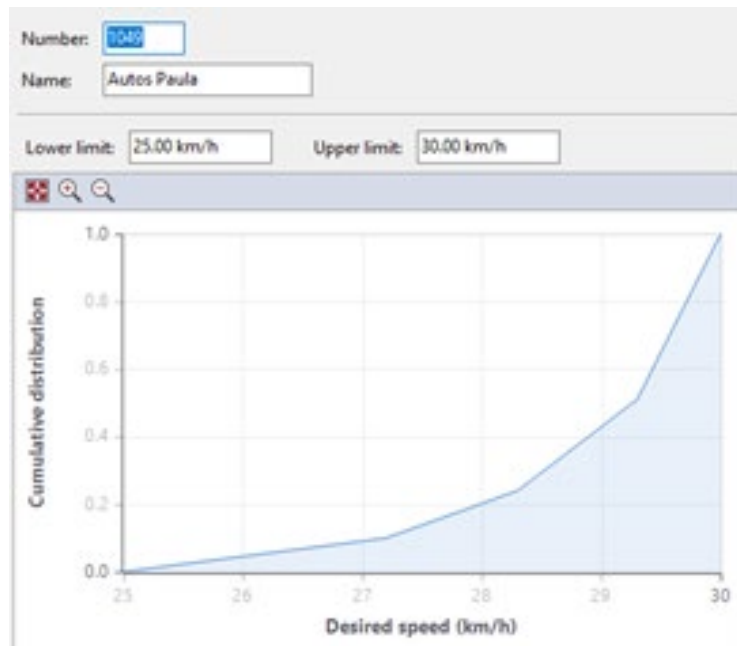 Number: 1049
Name: Autos Paula
Lower limit: 25.00 km/h Upper limit: 30.00 km/h
1.0
0.8
0.6
0.4
0.2
0.0
Cumulative distribution
25 26 27 28 29 30
Desired speed (km/h)